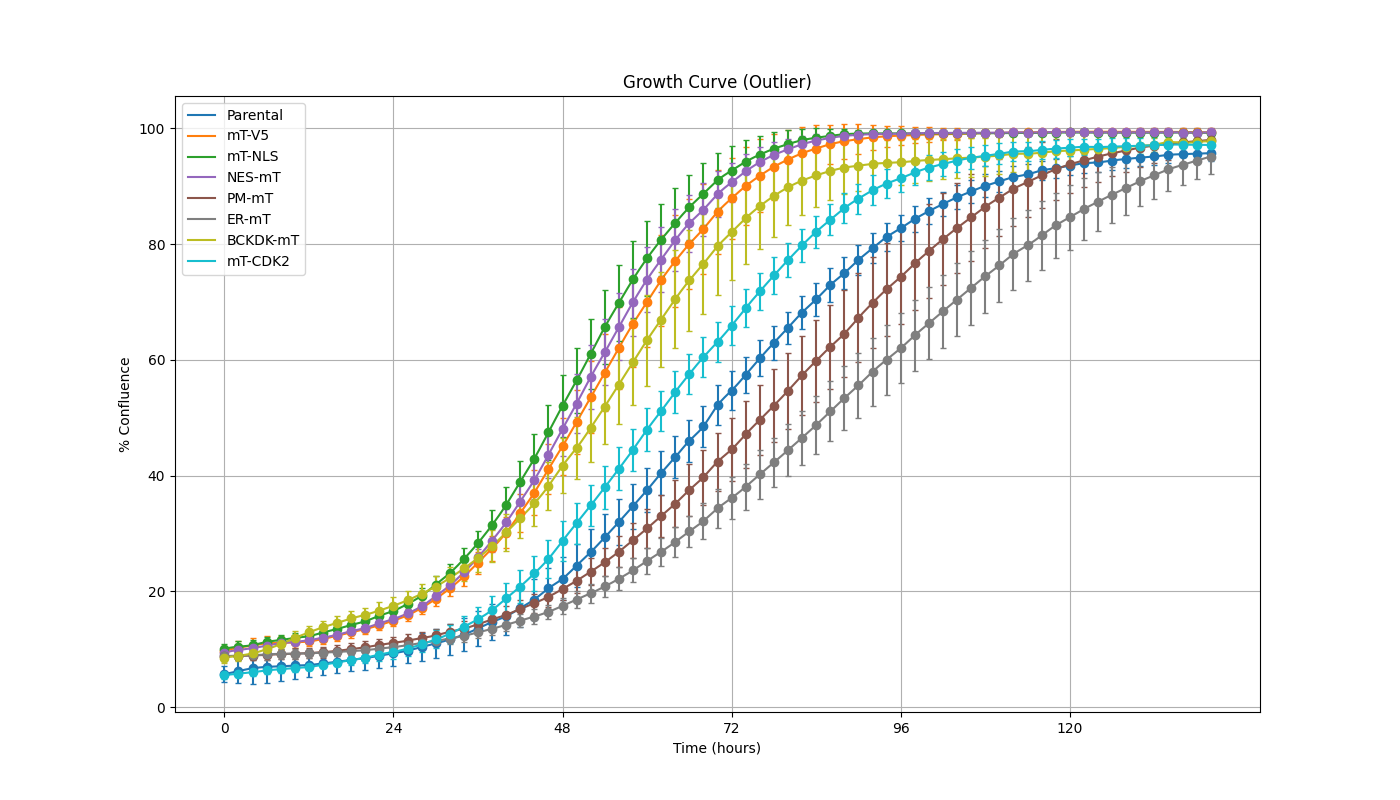 Growth Curve (Outlier)
Parental
mT-V5
mT-NLS
NES-mT
PM-mT
ER-mT
BCKDK-mT
mT-CDK2
100
80
60
40
20
0
% Confluence
0 24 48 72 96 120
Time (hours)